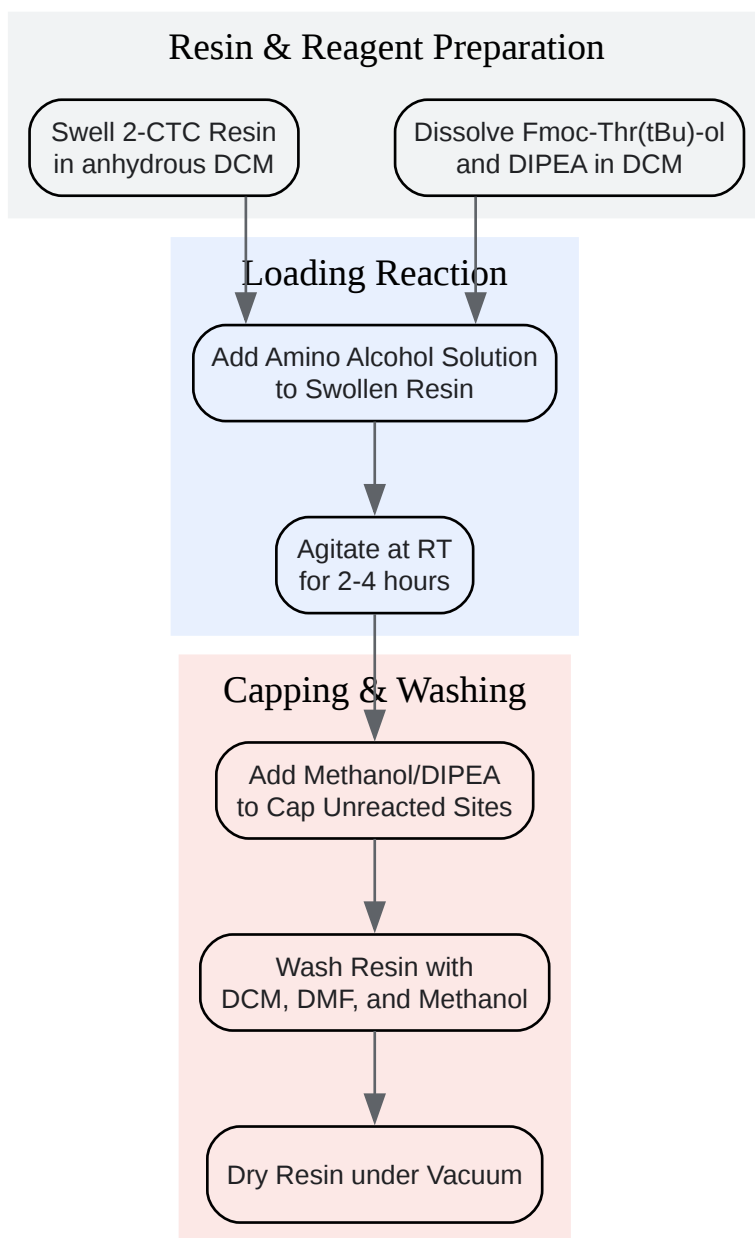 Resin & Reagent Preparation
Swell 2-CTC Resin
in anhydrous DCM
Dissolve Fmoc-Thr(tBu)-ol
and DIPEA in DCM
Loading Reaction
Add Amino Alcohol Solution
to Swollen Resin
Agitate at RT
for 2-4 hours
Capping & Washing
Add Methanol/DIPEA
to Cap Unreacted Sites
Wash Resin with
DCM, DMF, and Methanol
Dry Resin under Vacuum